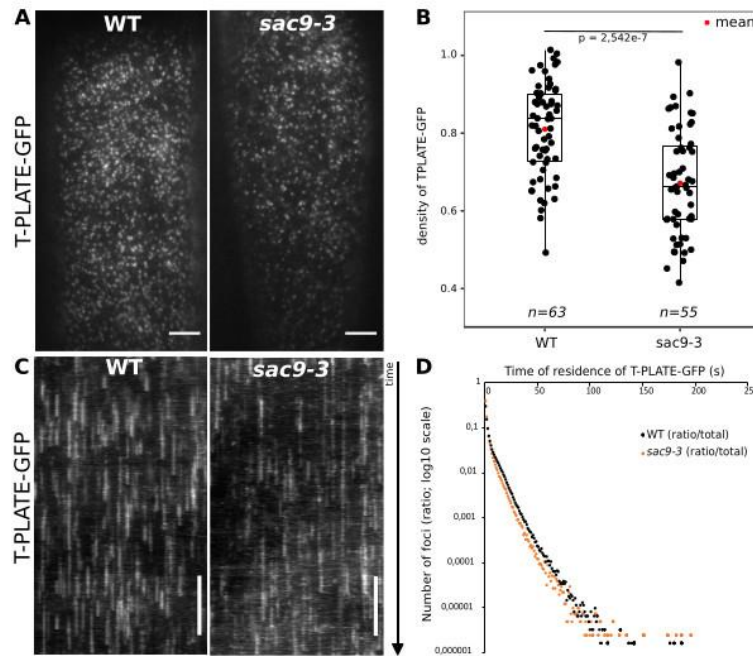 A
WT
sac9-3
T-PLATE-GFP
B
mean
p = 2,542e-7
density of TPLATE-GFP
1.0
0.8
0.6
0.4
n=63
n=55
WT
sac9-3
C
WT
sac9-3
time
T-PLATE-GFP
D
Time of residence of T-PLATE-GFP (s)
0 50 100 150 200 25
1
0,1
0,01
0,001
0,0001
0,00001
0,000001
Number of foci (ratio; log10 scale)
WT (ratio/total)
sac9-3 (ratio/total)